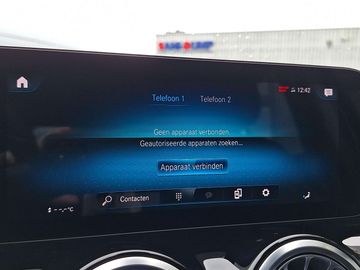 12:42
Telefoon 1 Telefoon 2
Geen apparaat verbonden.
Geautoriseerde apparaten zoeken...
Apparaat verbinden
Contacten
--,-°C